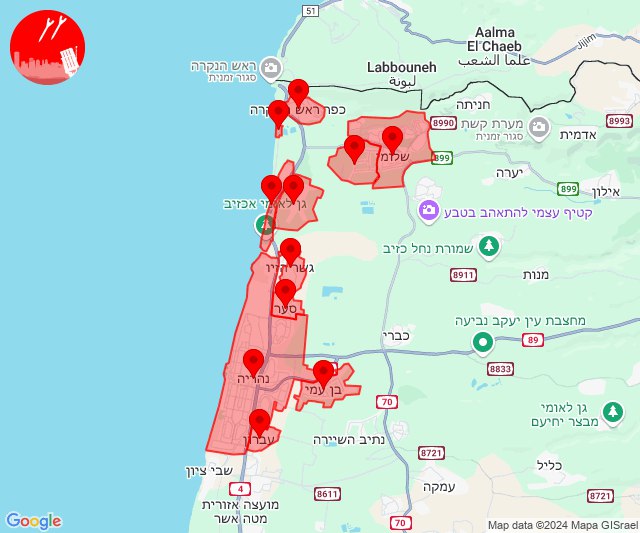 51
Aalma
El Chaeb
علما الشعب
Jijim
ראש הנקרה
סגור זמנית
Labbouneh
لبونة
חניתה
כפר ראש הנקרה
8990
מערת קשת
סגור זמנית
8993
אדמית
שלומי
899
יערה
899
אילון
גן לאומי אכזיב
קטיף עצמי להתאהב בטבע
שמורת נחל כזיב
גשר הזיו
8911
מנות
סער
מחצבת עין יעקב נביעה
כברי
89
8833
נהריה
בן עמי
70
גן לאומי
מבצר יחיעם
עברון
נתיב השיירה
8721
שבי ציון
כליל
4
8611
עמקה
8721
מועצה אזורית
מטה אשר
70
Google
Map data ©2024 Mapa GISrael